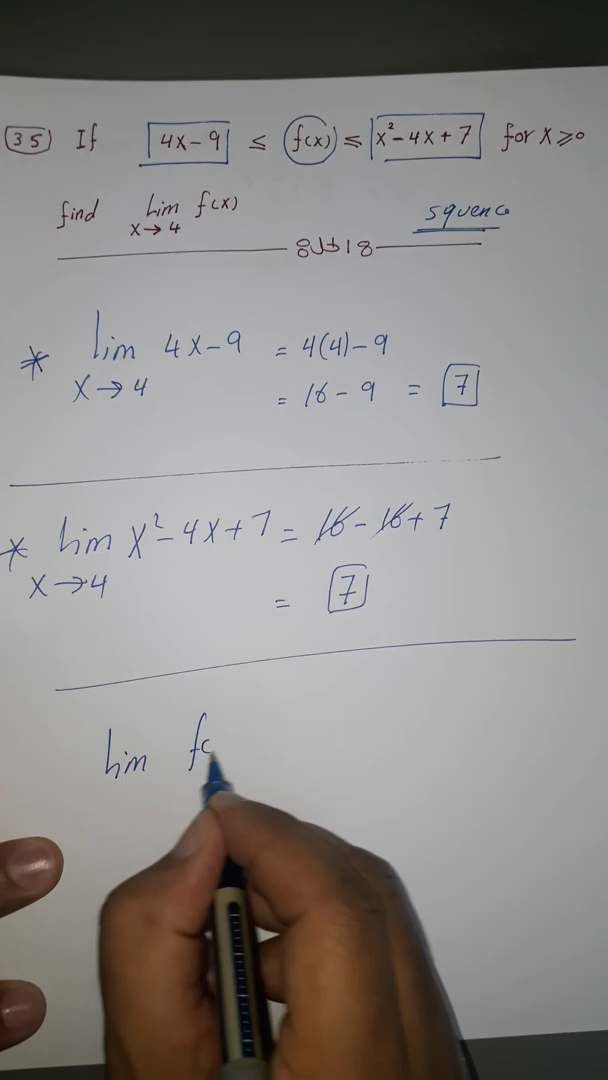 35 If 4x-9 ≤ f(x) ≤ x²-4x+7 for x ≥ 0
find lim f(x)
x→4
squence
* lim 4x-9 = 4(4)-9
x→4 = 16-9 = 7
* lim x²-4x+7 = 16-16+7
x→4 = 7
lim f(